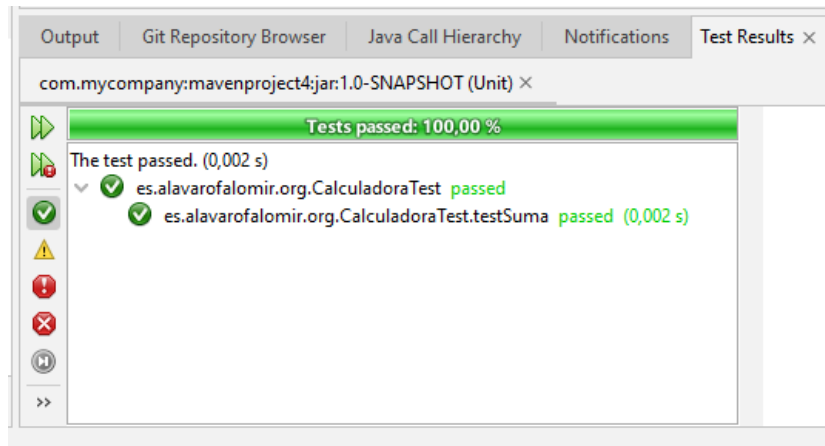 Output Git Repository Browser Java Call Hierarchy Notifications Test Results ×
com.mycompany:mavenproject4:jar:1.0-SNAPSHOT (Unit) ×
Tests passed: 100,00 %
The test passed. (0,002 s)
es.alavarofalomir.org.CalculadoraTest passed
es.alavarofalomir.org.CalculadoraTest.testSuma passed (0,002 s)
>>